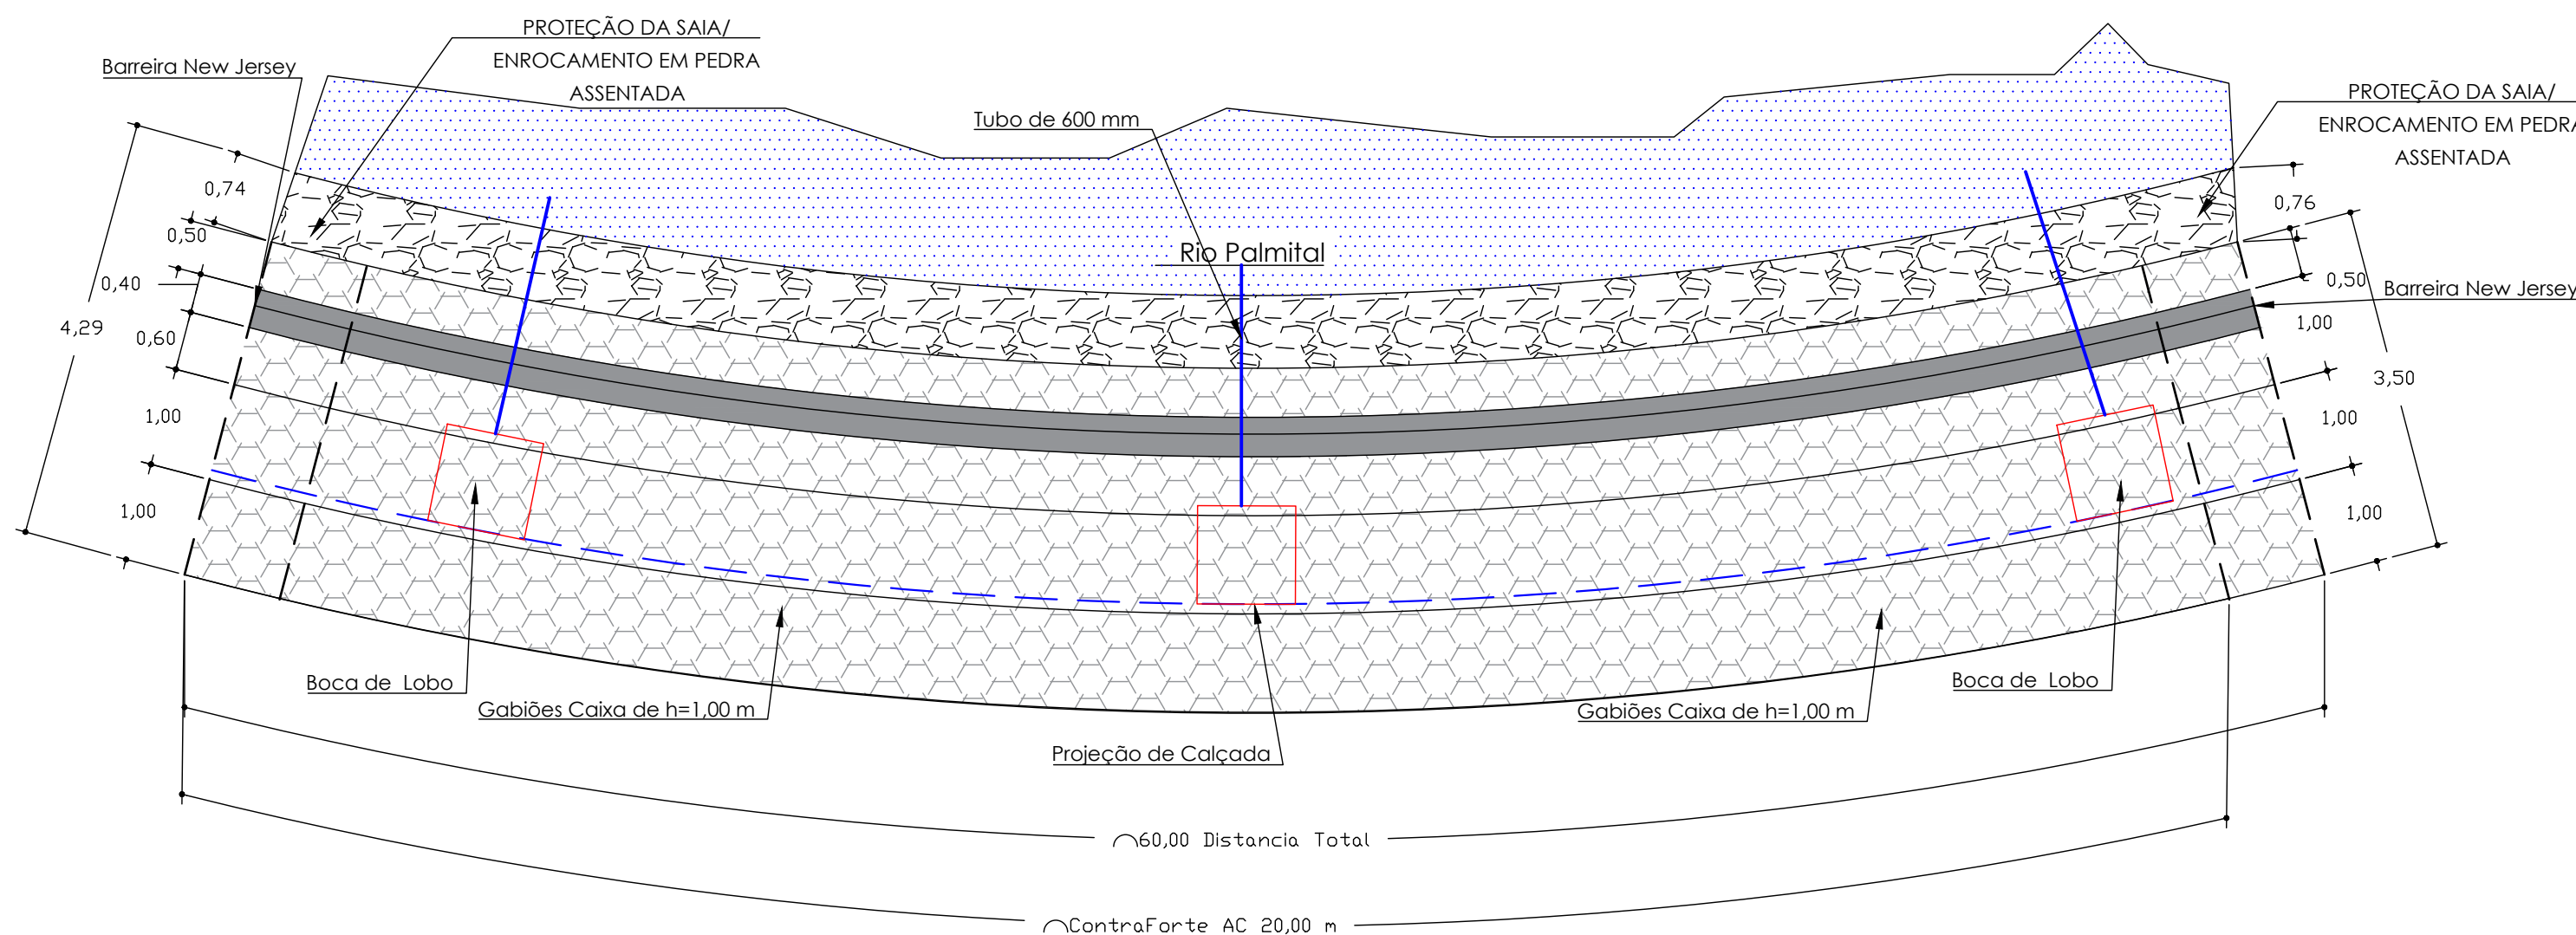 PROTEÇÃO DA SAIA/
ENROCAMENTO EM PEDRA
ASSENTADA
Barreira New Jersey
Tubo de 600 mm
PROTEÇÃO DA SAIA/
ENROCAMENTO EM PEDRA
ASSENTADA
Rio Palmital
0,74
0,50
0,40
4,29
0,60
1,00
1,00
0,76
0,50
Barreira New Jersey
1,00
3,50
1,00
1,00
Boca de Lobo
Gabiões Caixa de h=1,00 m
Projeção de Calçada
Gabiões Caixa de h=1,00 m
Boca de Lobo
60,00 Distancia Total
ContraForte AC 20,00 m